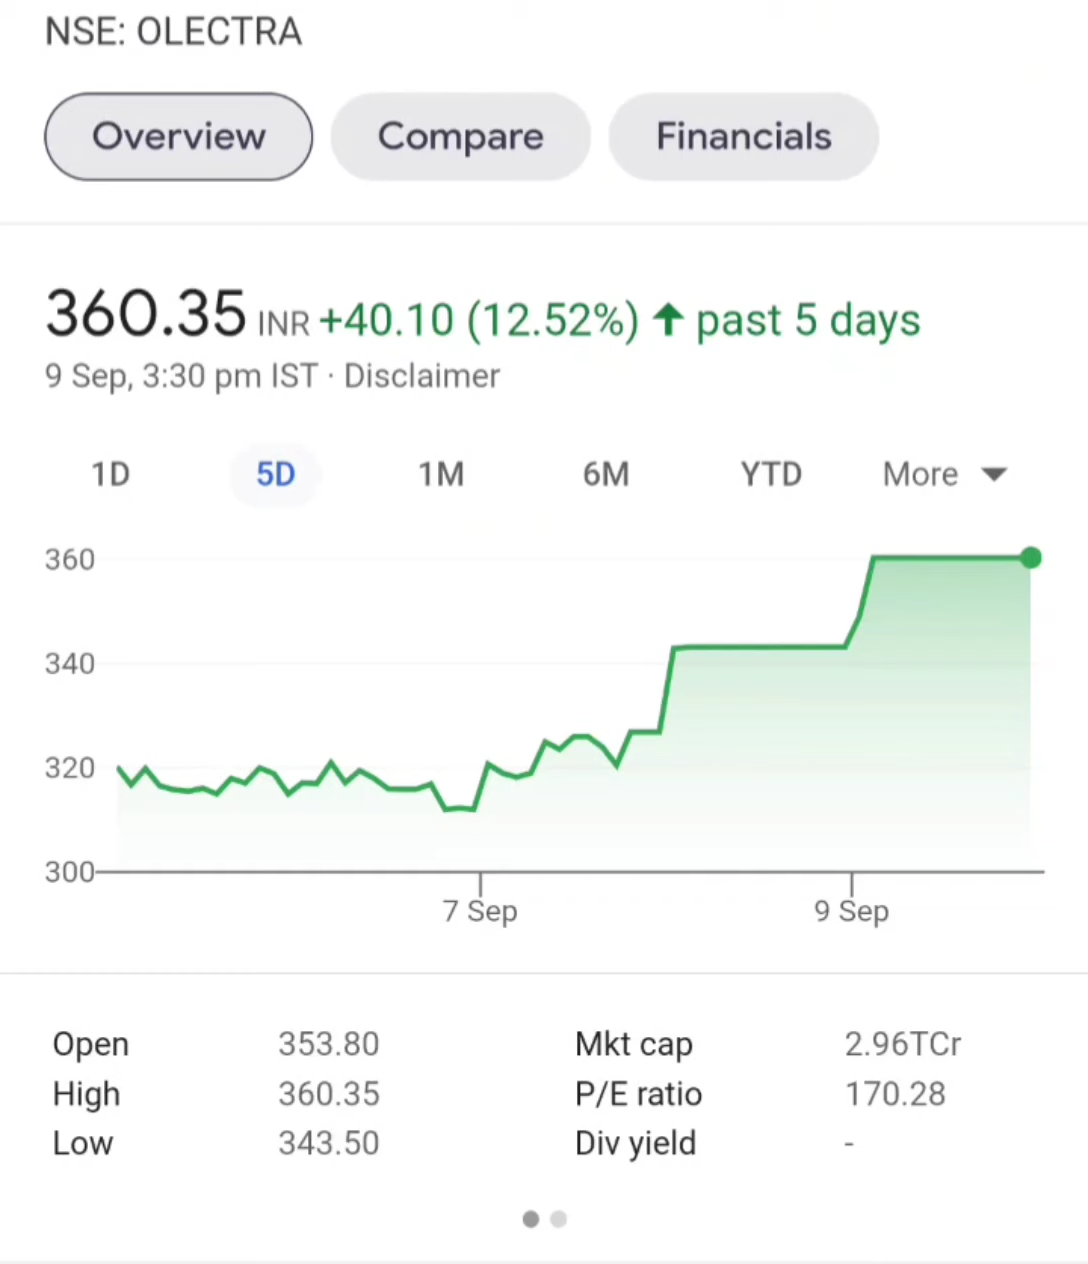 NSE: OLECTRA
Overview Compare Financials
360.35 INR +40.10 (12.52%) ↑ past 5 days
9 Sep, 3:30 pm IST · Disclaimer
1D 5D 1M 6M YTD More
360
340
320
300
7 Sep 9 Sep
Open 353.80 Mkt cap 2.96TCr
High 360.35 P/E ratio 170.28
Low 343.50 Div yield -